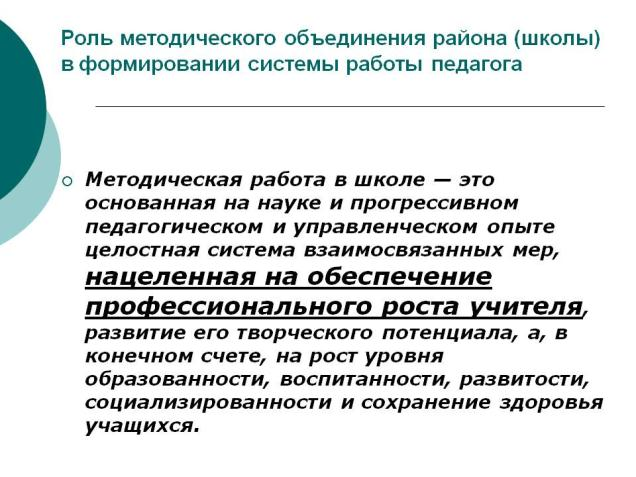 Роль методического объединения района (школы)
в формировании системы работы педагога
Методическая работа в школе — это
основанная на науке и прогрессивном
педагогическом и управленческом опыте
целостная система взаимосвязанных мер,
нацеленная на обеспечение
профессионального роста учителя,
развитие его творческого потенциала, а, в
конечном счете, на рост уровня
образованности, воспитанности, развитости,
социализированности и сохранение здоровья
учащихся.